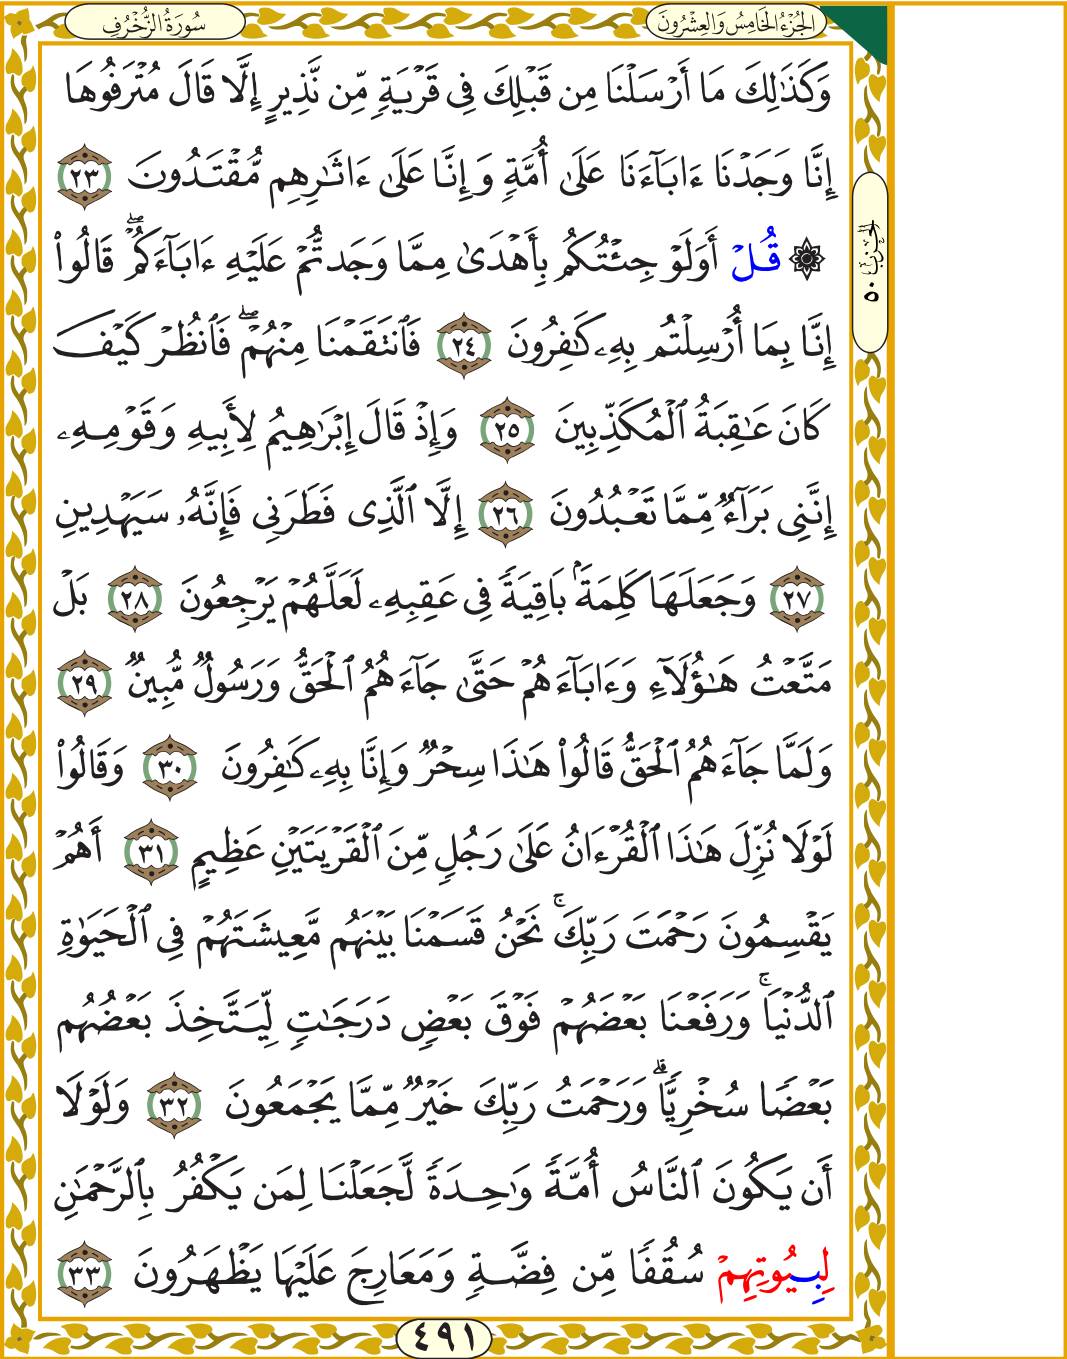 الجُزْءُ الخَامِسُ وَالعِشْرُونَ
سُورَةُ الزُّخْرُفِ
وَكَذَٰلِكَ مَآ أَرْسَلْنَا مِن قَبْلِكَ فِى قَرْيَةٍ مِّن نَّذِيرٍ إِلَّا قَالَ مُتْرَفُوهَآ
إِنَّا وَجَدْنَآ ءَابَآءَنَا عَلَىٰٓ أُمَّةٍ وَإِنَّا عَلَىٰٓ ءَاثَٰرِهِم مُّقْتَدُونَ ٢٣
۞ قُلْ أَوَلَوْ جِئْتُكُم بِأَهْدَىٰ مِمَّا وَجَدتُّمْ عَلَيْهِ ءَابَآءَكُمْ ۖ قَالُوٓا۟
إِنَّا بِمَآ أُرْسِلْتُم بِهِۦ كَٰفِرُونَ ٢٤ فَٱنتَقَمْنَا مِنْهُمْ ۖ فَٱنظُرْ كَيْفَ
كَانَ عَٰقِبَةُ ٱلْمُكَذِّبِينَ ٢٥ وَإِذْ قَالَ إِبْرَٰهِيمُ لِأَبِيهِ وَقَوْمِهِۦٓ
إِنَّنِى بَرَآءٌ مِّمَّا تَعْبُدُونَ ٢٦ إِلَّا ٱلَّذِى فَطَرَنِى فَإِنَّهُۥ سَيَهْدِينِ
٢٧ وَجَعَلَهَا كَلِمَةًۢ بَاقِيَةً فِى عَقِبِهِۦ لَعَلَّهُمْ يَرْجِعُونَ ٢٨ بَلْ
مَتَّعْتُ هَٰٓؤُلَآءِ وَءَابَآءَهُمْ حَتَّىٰ جَآءَهُمُ ٱلْحَقُّ وَرَسُولٌ مُّبِينٌ ٢٩
وَلَمَّا جَآءَهُمُ ٱلْحَقُّ قَالُوا۟ هَٰذَا سِحْرٌ وَإِنَّا بِهِۦ كَٰفِرُونَ ٣٠ وَقَالُوا۟
لَوْلَا نُزِّلَ هَٰذَا ٱلْقُرْءَانُ عَلَىٰ رَجُلٍ مِّنَ ٱلْقَرْيَتَيْنِ عَظِيمٍ ٣١ أَهُمْ
يَقْسِمُونَ رَحْمَتَ رَبِّكَ ۚ نَحْنُ قَسَمْنَا بَيْنَهُم مَّعِيشَتَهُمْ فِى ٱلْحَيَوٰةِ
ٱلدُّنْيَا ۚ وَرَفَعْنَا بَعْضَهُمْ فَوْقَ بَعْضٍ دَرَجَٰتٍ لِّيَتَّخِذَ بَعْضُهُم
بَعْضًا سُخْرِيًّا ۗ وَرَحْمَتُ رَبِّكَ خَيْرٌ مِّمَّا يَجْمَعُونَ ٣٢ وَلَوْلَآ
أَن يَكُونَ ٱلنَّاسُ أُمَّةً وَٰحِدَةً لَّجَعَلْنَا لِمَن يَكْفُرُ بِٱلرَّحْمَٰنِ
لِبِيُوتِهِمْ سُقُفًا مِّن فِضَّةٍ وَمَعَارِجَ عَلَيْهَا يَظْهَرُونَ ٣٣
الحزب ٥٠
٤٩١